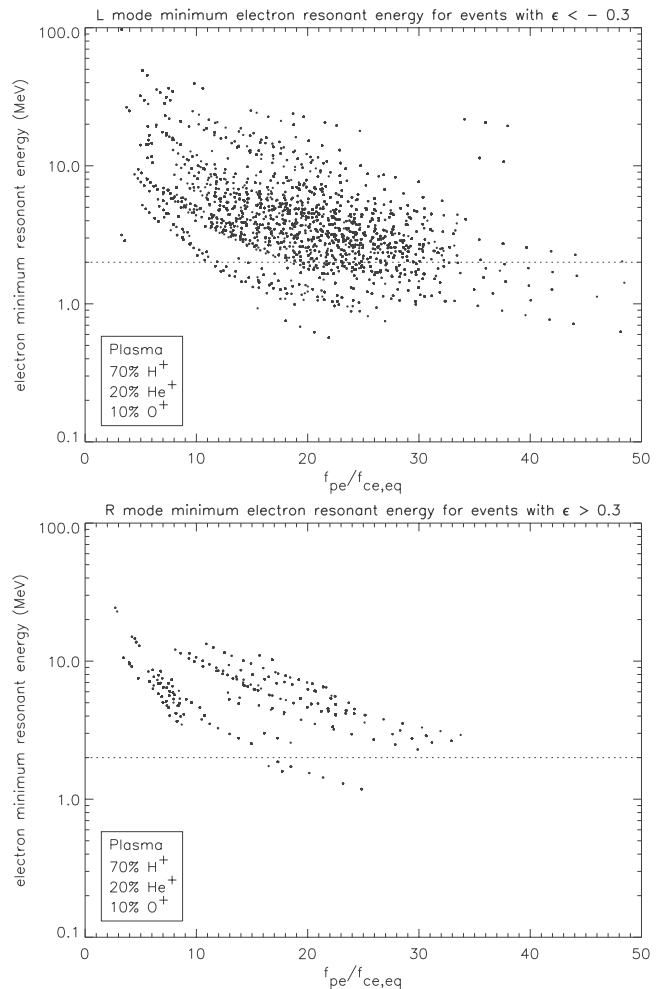 L mode minimum electron resonant energy for events with ϵ < − 0.3
electron minimum resonant energy (MeV)
100.0
10.0
1.0
0.1
Plasma
70% H+
20% He+
10% O+
0 10 20 30 40 50
fpe/fce,eq
R mode minimum electron resonant energy for events with ϵ > 0.3
electron minimum resonant energy (MeV)
100.0
10.0
1.0
0.1
Plasma
70% H+
20% He+
10% O+
0 10 20 30 40 50
fpe/fce,eq